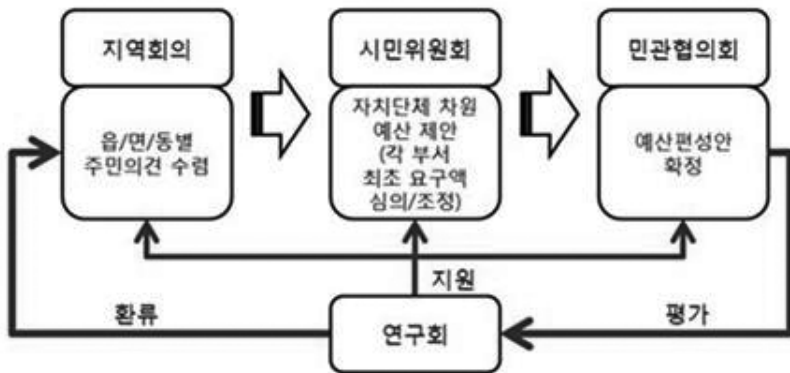 지역회의
읍/면/동별
주민의견 수렴
시민위원회
자치단체 차원
예산 제안
(각 부서
최초 요구액
심의/조정)
민관협의회
예산편성안
확정
지원
환류
연구회
평가